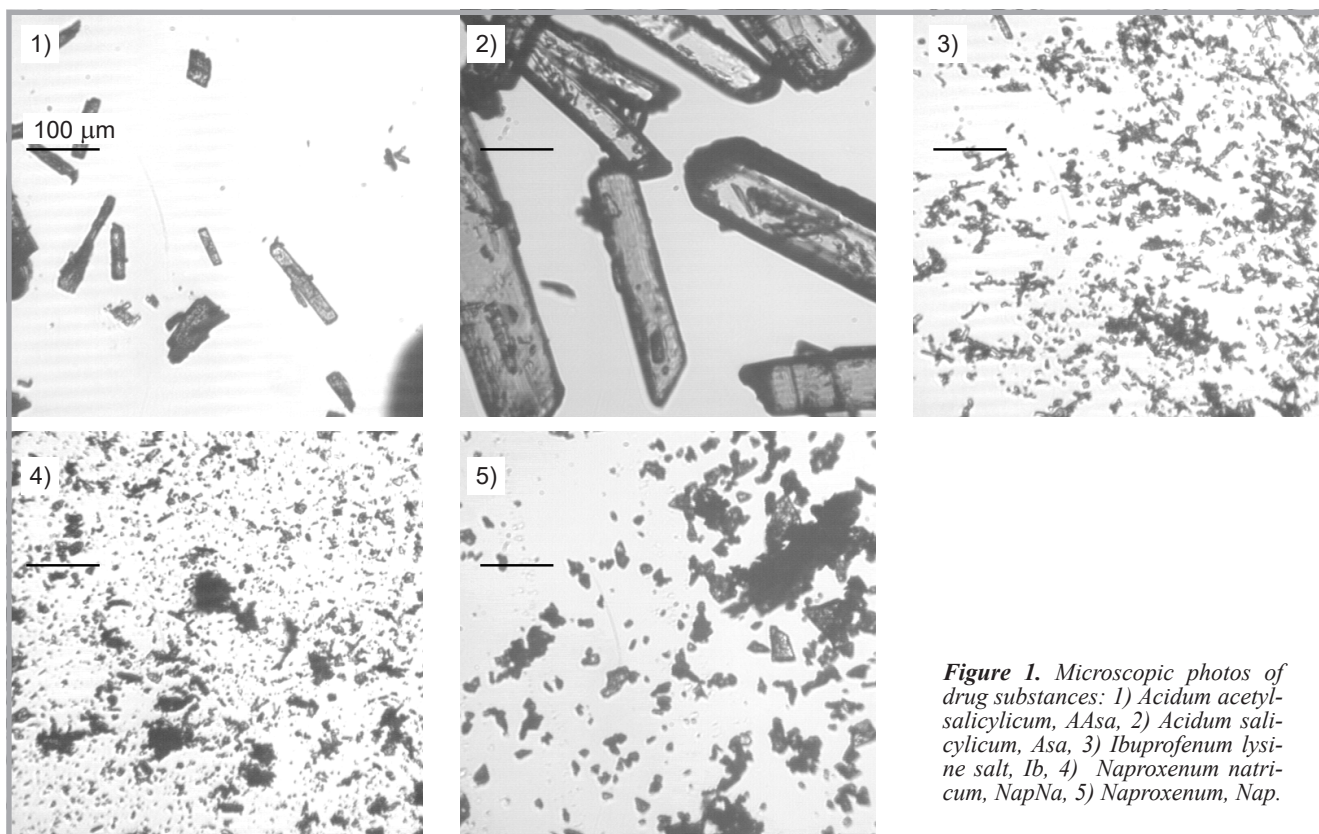 1)
2)
3)
100 μm
4)
5)
Figure 1. Microscopic photos of
drug substances: 1) Acidum acetyl-
salicylicum, AAsa, 2) Acidum sali-
cylicum, Asa, 3) Ibuprofenum lysi-
ne salt, Ib, 4) Naproxenum natri-
cum, NapNa, 5) Naproxenum, Nap.